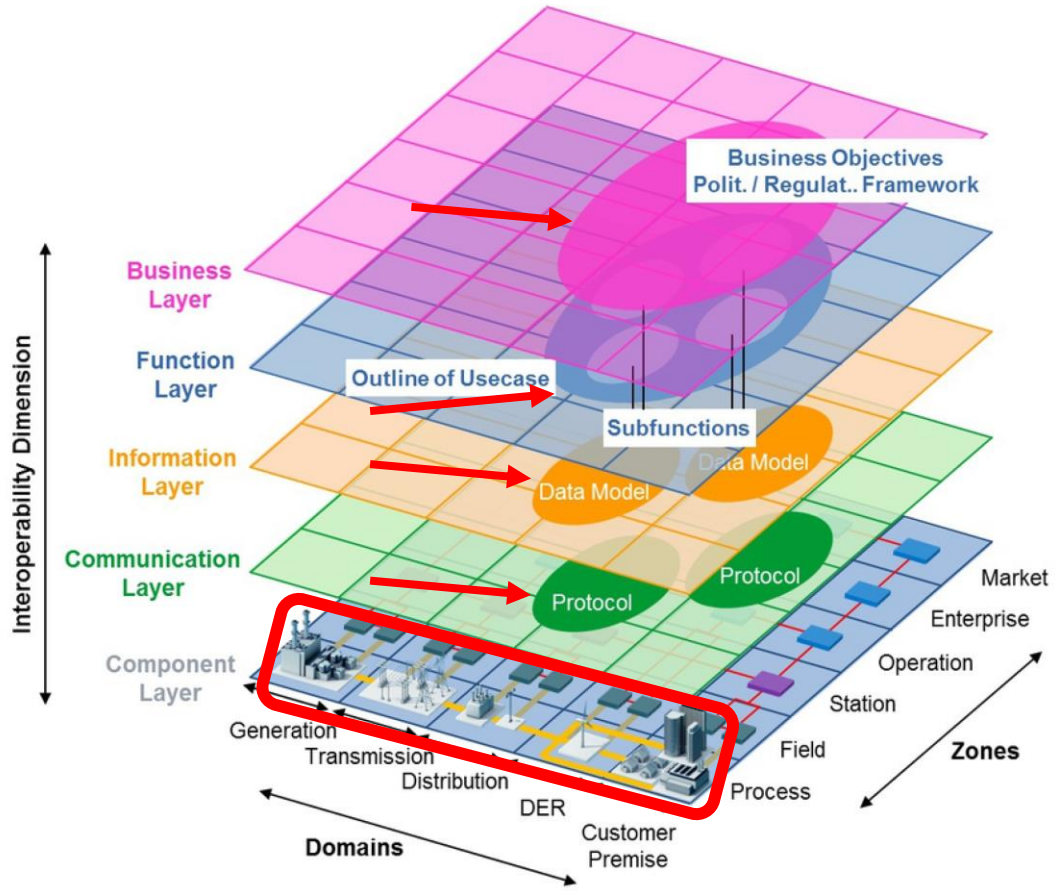 Business Objectives
Polit. / Regulat.. Framework
Business
Layer
Function
Layer
Outline of Usecase
Subfunctions
Information
Layer
Data Model
Data Model
Communication
Layer
Protocol
Protocol
Component
Layer
Interoperability Dimension
Market
Enterprise
Operation
Station
Field
Process
Zones
Generation
Transmission
Distribution
DER
Customer
Premise
Domains